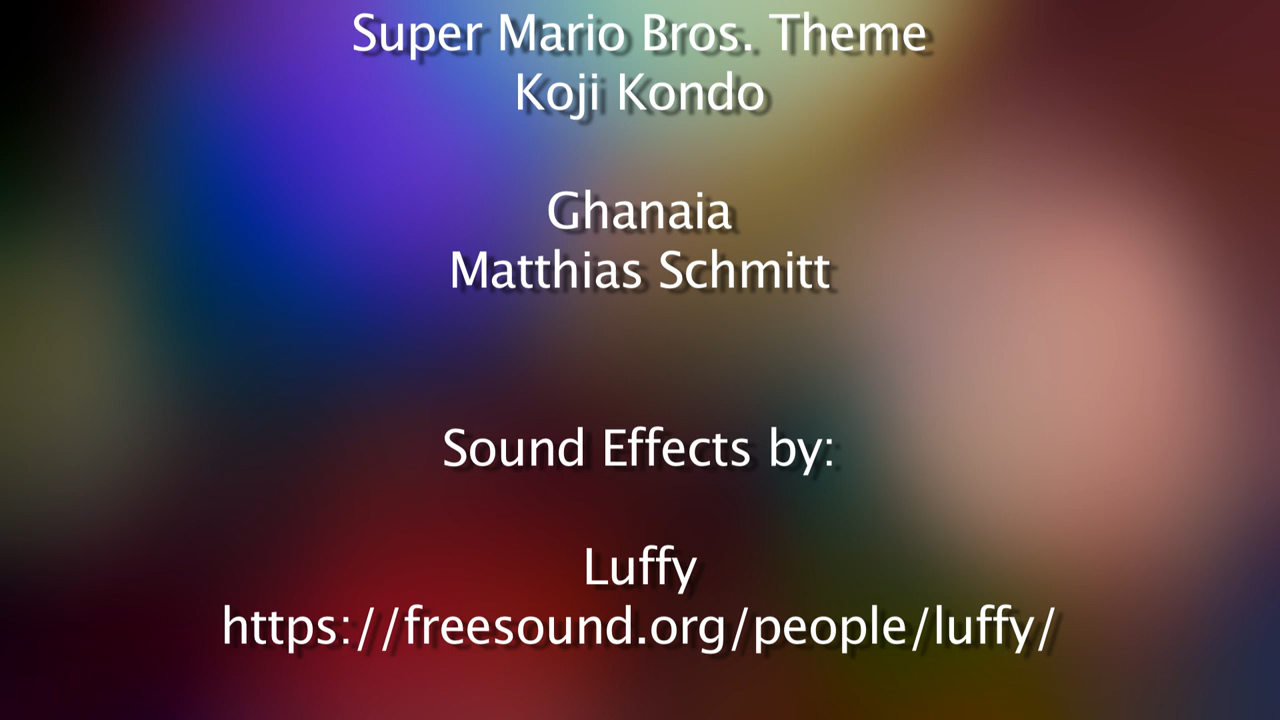 Super Mario Bros. Theme
Koji Kondo
Ghanaia
Matthias Schmitt
Sound Effects by:
Luffy
https://freesound.org/people/luffy/